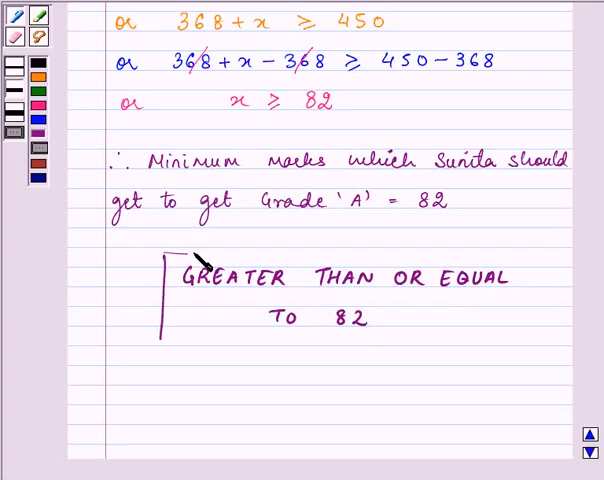 or 368 + x ≥ 450
or 368 + x - 368 ≥ 450 - 368
or x ≥ 82
∴ Minimum marks which Sunita should
get to get Grade 'A' = 82
GREATER THAN OR EQUAL
TO 82